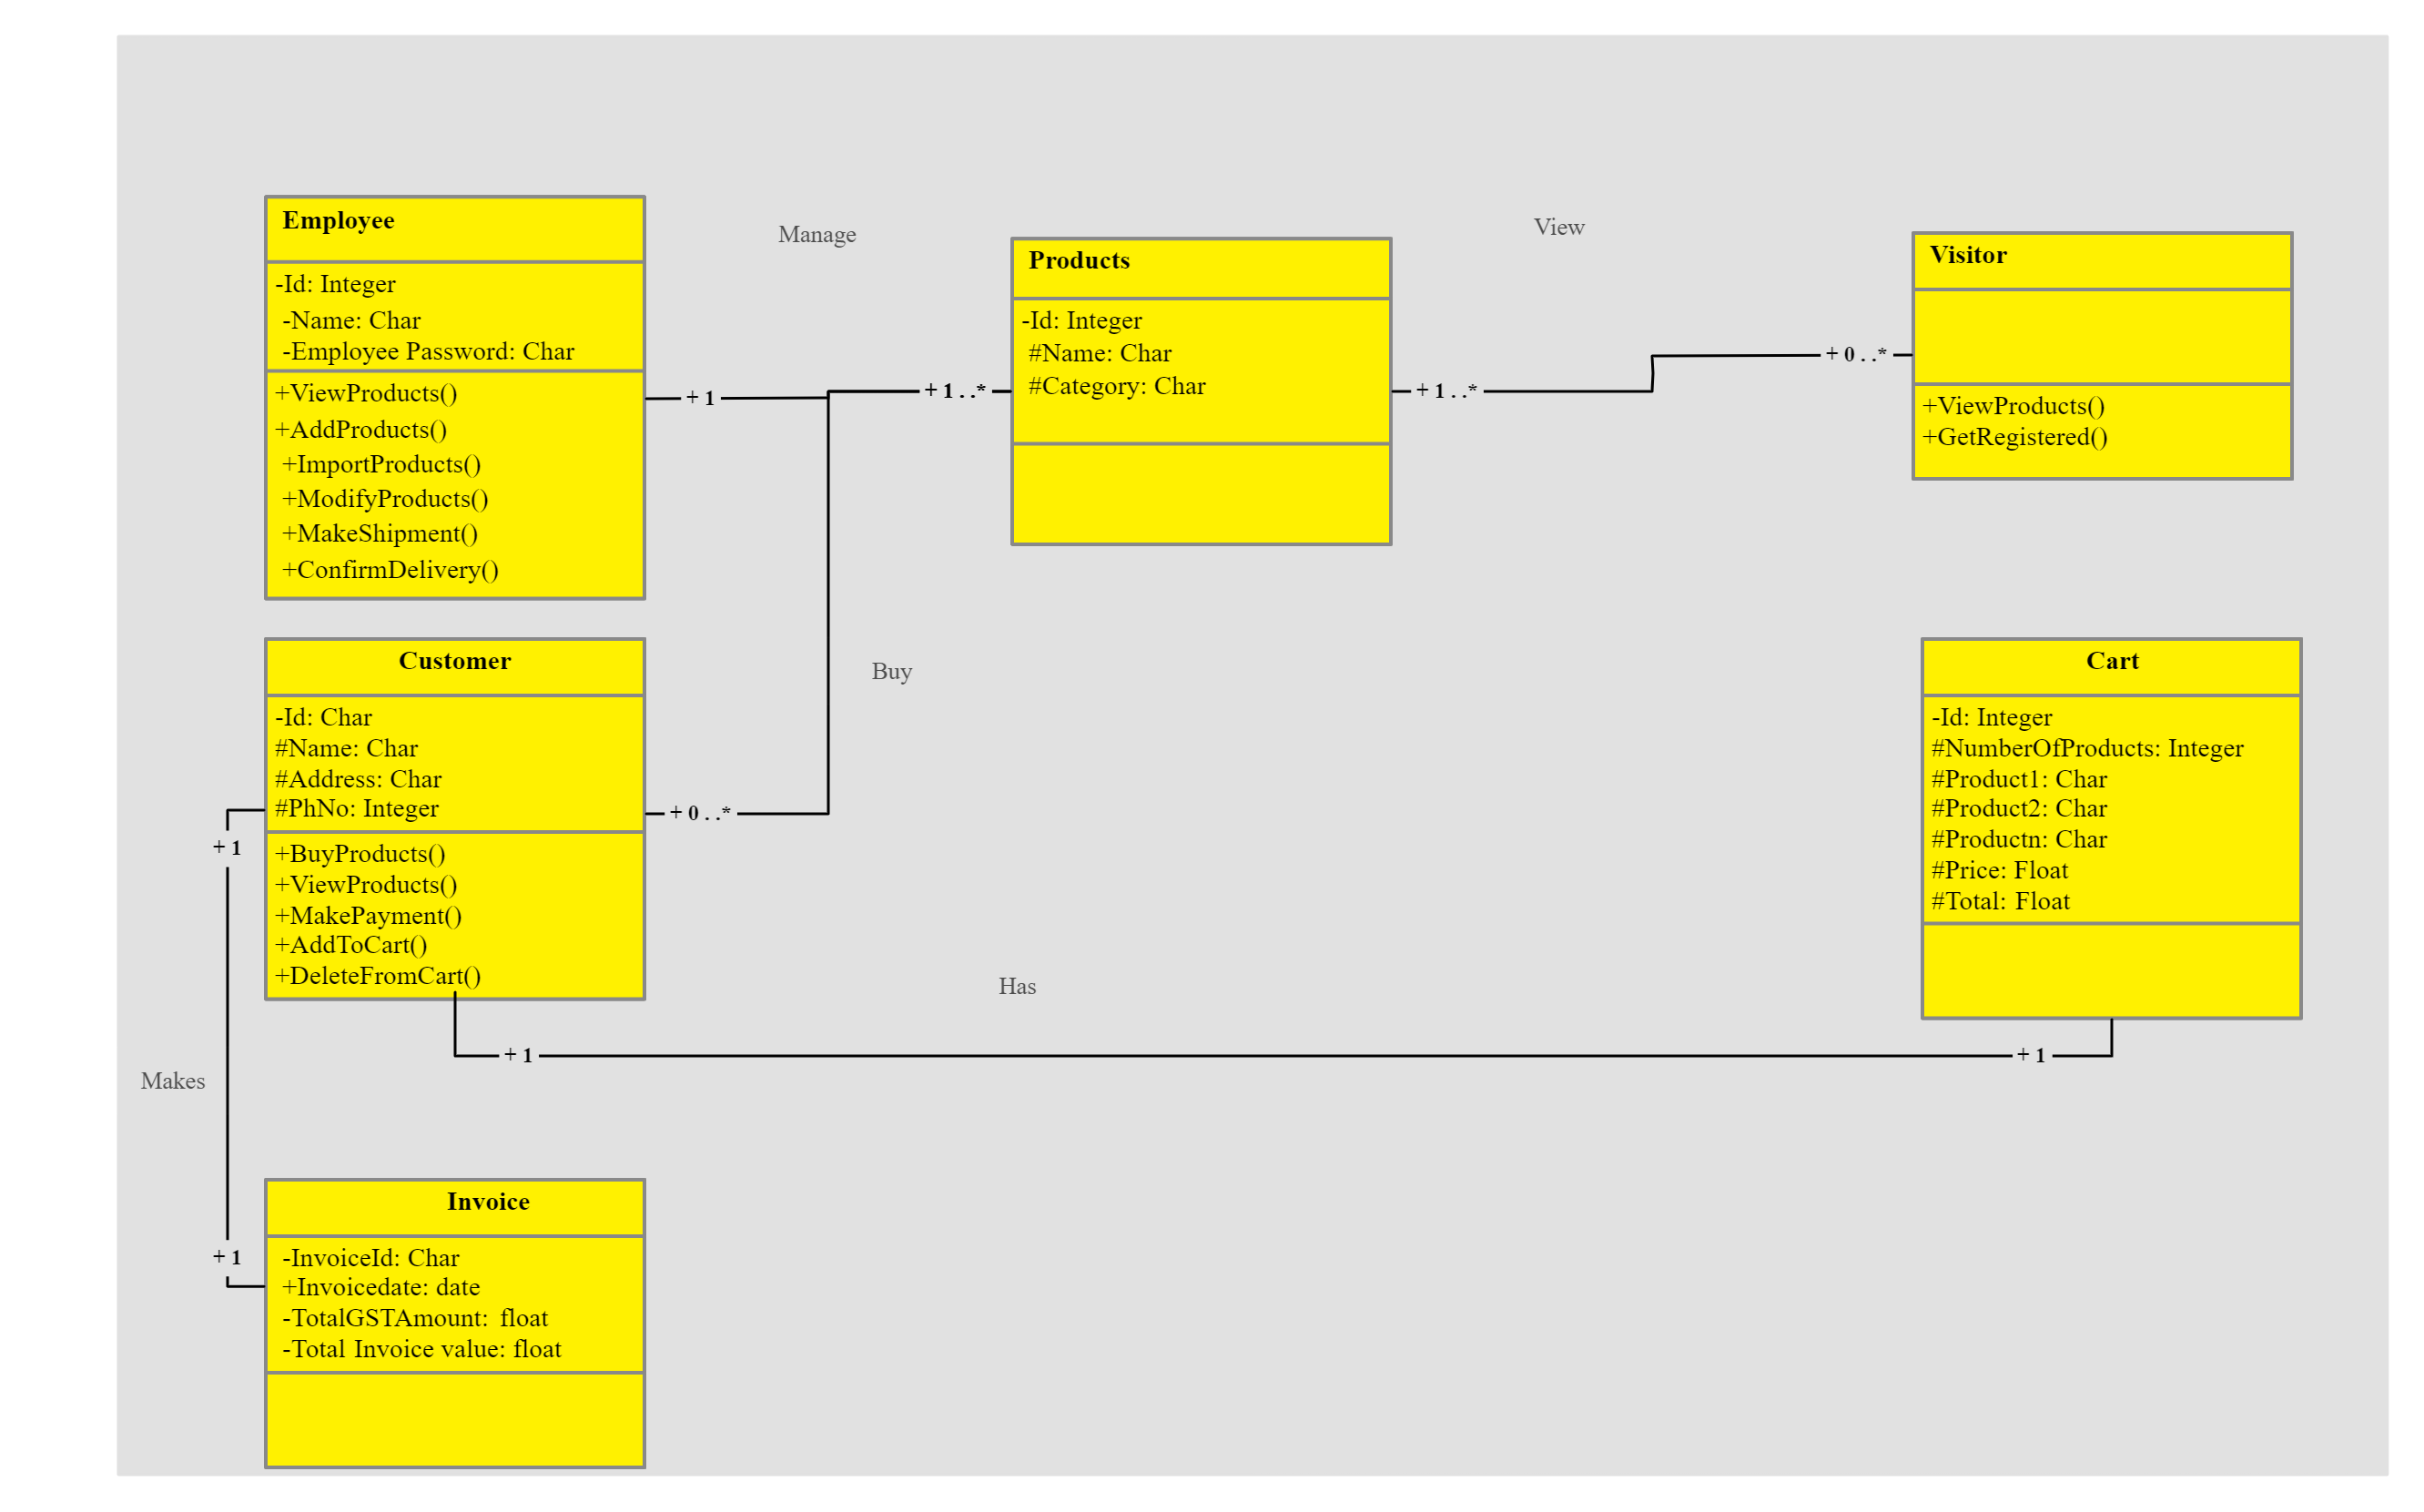 Employee
-Id: Integer
-Name: Char
-Employee Password: Char
+ViewProducts()
+AddProducts()
+ImportProducts()
+ModifyProducts()
+MakeShipment()
+ConfirmDelivery()
Manage
+ 1
+ 1 . .*
Products
-Id: Integer
#Name: Char
#Category: Char
View
+ 1 . .*
+ 0 . .*
Visitor
+ViewProducts()
+GetRegistered()
Customer
-Id: Char
#Name: Char
#Address: Char
#PhNo: Integer
+BuyProducts()
+ViewProducts()
+MakePayment()
+AddToCart()
+DeleteFromCart()
Buy
+ 0 . .*
Cart
-Id: Integer
#NumberOfProducts: Integer
#Product1: Char
#Product2: Char
#Productn: Char
#Price: Float
#Total: Float
Has
+ 1
+ 1
+ 1
Makes
+ 1
Invoice
-InvoiceId: Char
+Invoicedate: date
-TotalGSTAmount: float
-Total Invoice value: float